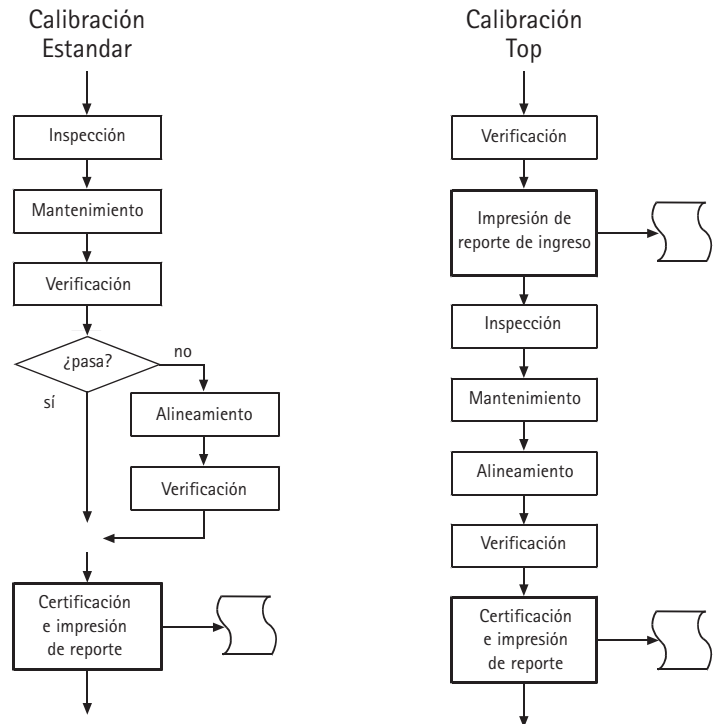 Calibración
Estandar
Inspección
Mantenimiento
Verificación
¿pasa?
no
sí
Alineamiento
Verificación
Certificación
e impresión
de reporte
Calibración
Top
Verificación
Impresión de
reporte de ingreso
Inspección
Mantenimiento
Alineamiento
Verificación
Certificación
e impresión
de reporte